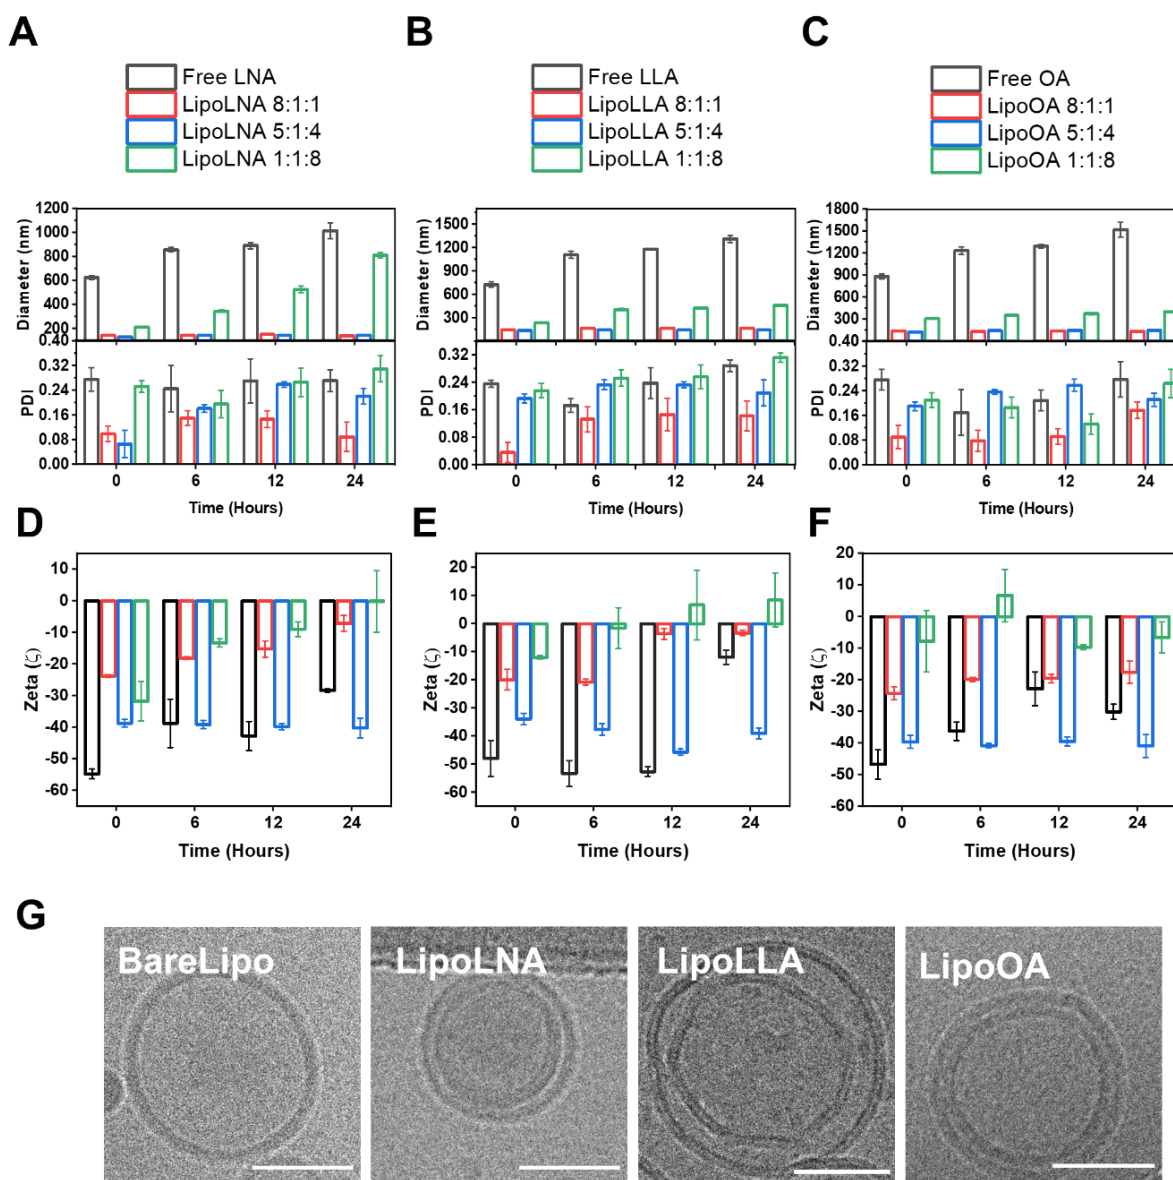 A
Free LNA
LipoLNA 8:1:1
LipoLNA 5:1:4
LipoLNA 1:1:8
B
Free LLA
LipoLLA 8:1:1
LipoLLA 5:1:4
LipoLLA 1:1:8
C
Free OA
LipoOA 8:1:1
LipoOA 5:1:4
LipoOA 1:1:8
Diameter (nm)
1200
1000
800
600
400
200
0.40
PDI
0.32
0.24
0.16
0.08
0.00
0 6 12 24
Time (Hours)
Diameter (nm)
1500
1200
900
600
300
0.40
PDI
0.32
0.24
0.16
0.08
0.00
0 6 12 24
Time (Hours)
Diameter (nm)
1800
1500
1200
900
600
300
0.40
PDI
0.32
0.24
0.16
0.08
0.00
0 6 12 24
Time (Hours)
D
Zeta (ζ)
10
0
-10
-20
-30
-40
-50
-60
0 6 12 24
Time (Hours)
E
Zeta (ζ)
20
10
0
-10
-20
-30
-40
-50
-60
0 6 12 24
Time (Hours)
F
Zeta (ζ)
20
10
0
-10
-20
-30
-40
-50
-60
0 6 12 24
Time (Hours)
G
BareLipo
LipoLNA
LipoLLA
LipoOA